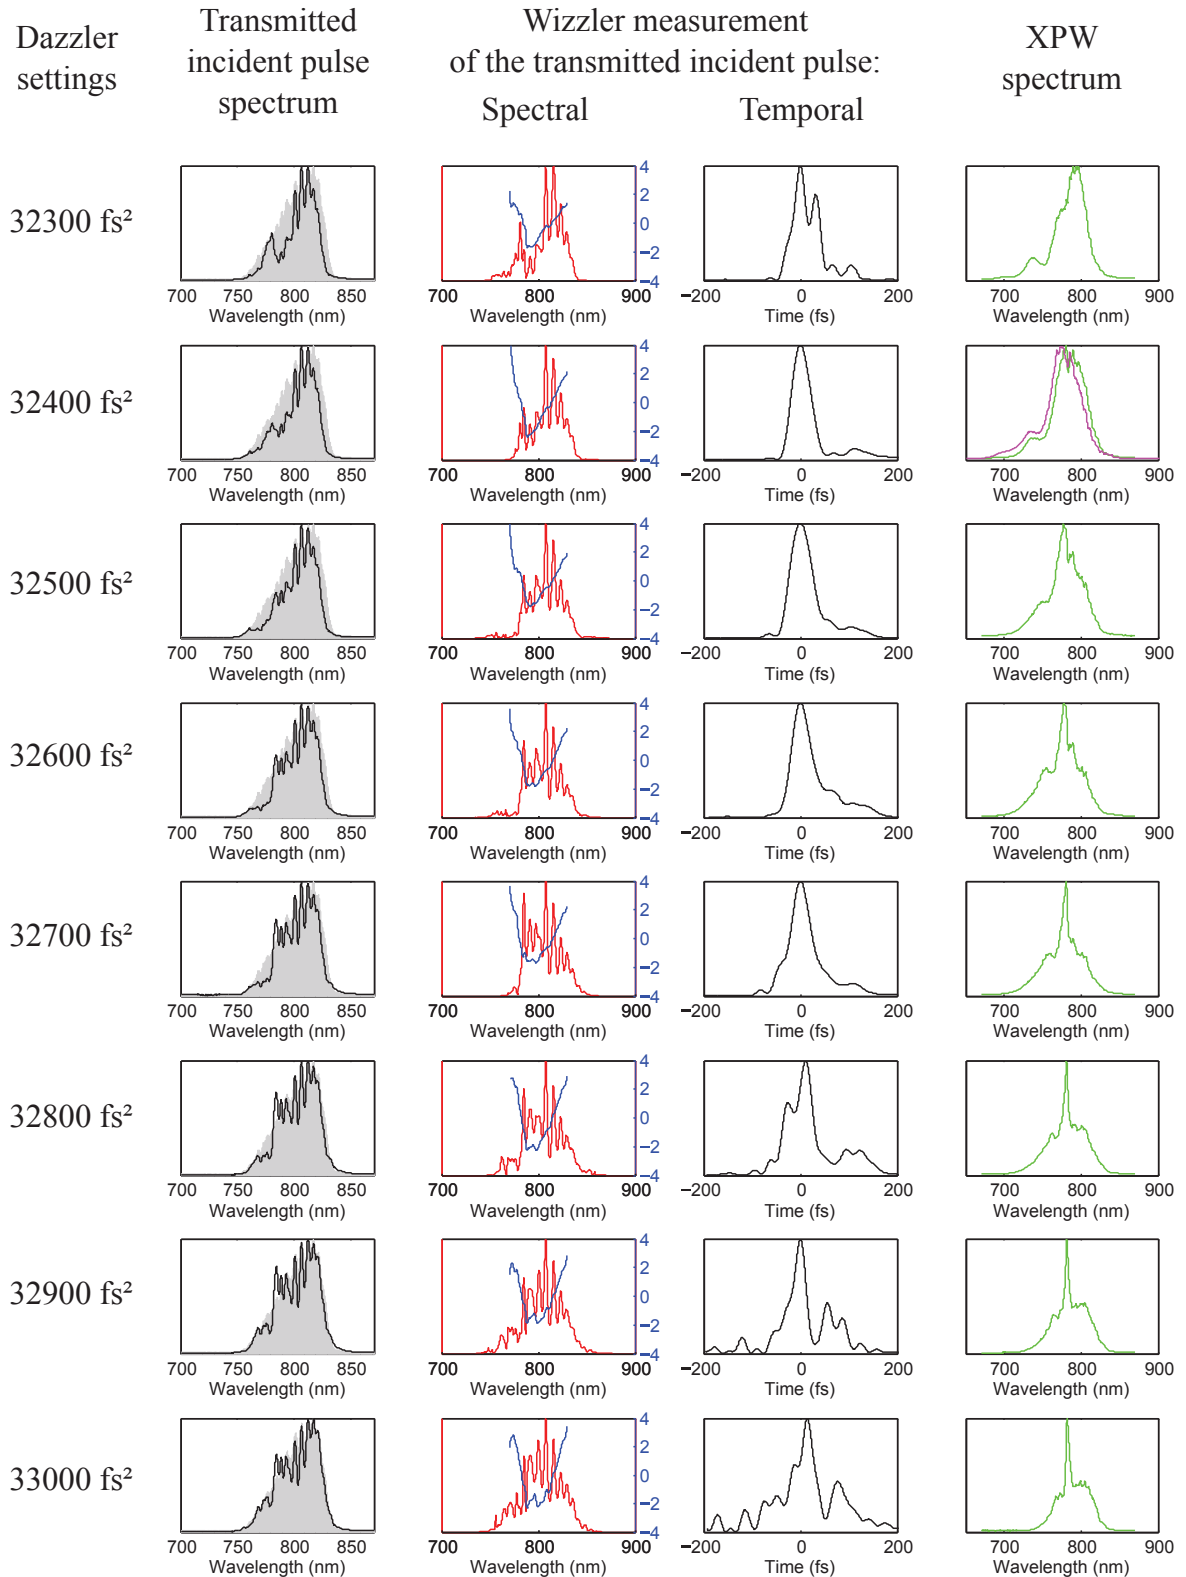 Dazzler
settings
Transmitted
incident pulse
spectrum
Wizzler measurement
of the transmitted incident pulse:
Spectral
Temporal
XPW
spectrum
32300 fs²
700 750 800 850
Wavelength (nm)
700 800 900
Wavelength (nm)
4
2
0
−2
−4
−200 0 200
Time (fs)
700 800 900
Wavelength (nm)
32400 fs²
700 750 800 850
Wavelength (nm)
700 800 900
Wavelength (nm)
4
2
0
−2
−4
−200 0 200
Time (fs)
700 800 900
Wavelength (nm)
32500 fs²
700 750 800 850
Wavelength (nm)
700 800 900
Wavelength (nm)
4
2
0
−2
−4
−200 0 200
Time (fs)
700 800 900
Wavelength (nm)
32600 fs²
700 750 800 850
Wavelength (nm)
700 800 900
Wavelength (nm)
4
2
0
−2
−4
−200 0 200
Time (fs)
700 800 900
Wavelength (nm)
32700 fs²
700 750 800 850
Wavelength (nm)
700 800 900
Wavelength (nm)
4
2
0
−2
−4
−200 0 200
Time (fs)
700 800 900
Wavelength (nm)
32800 fs²
700 750 800 850
Wavelength (nm)
700 800 900
Wavelength (nm)
4
2
0
−2
−4
−200 0 200
Time (fs)
700 800 900
Wavelength (nm)
32900 fs²
700 750 800 850
Wavelength (nm)
700 800 900
Wavelength (nm)
4
2
0
−2
−4
−200 0 200
Time (fs)
700 800 900
Wavelength (nm)
33000 fs²
700 750 800 850
Wavelength (nm)
700 800 900
Wavelength (nm)
4
2
0
−2
−4
−200 0 200
Time (fs)
700 800 900
Wavelength (nm)